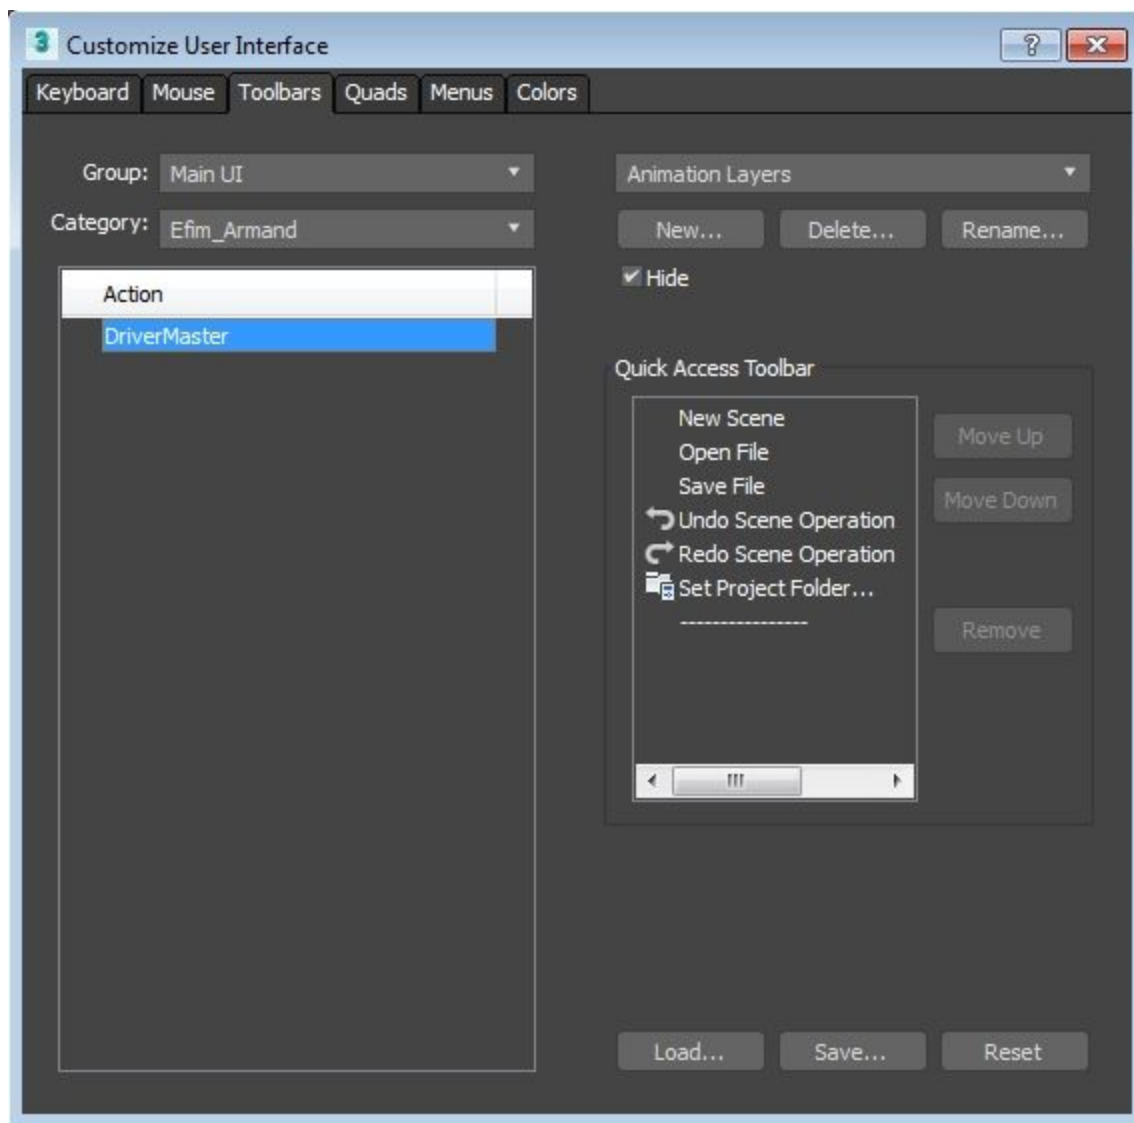 3 Customize User Interface
Keyboard Mouse Toolbars Quads Menus Colors
Group: Main UI
Category: Efim_Armand
Action
DriverMaster
Animation Layers
New... Delete... Rename...
Hide
Quick Access Toolbar
New Scene
Open File
Save File
Undo Scene Operation
Redo Scene Operation
Set Project Folder...
----------------
Move Up
Move Down
Remove
Load... Save... Reset